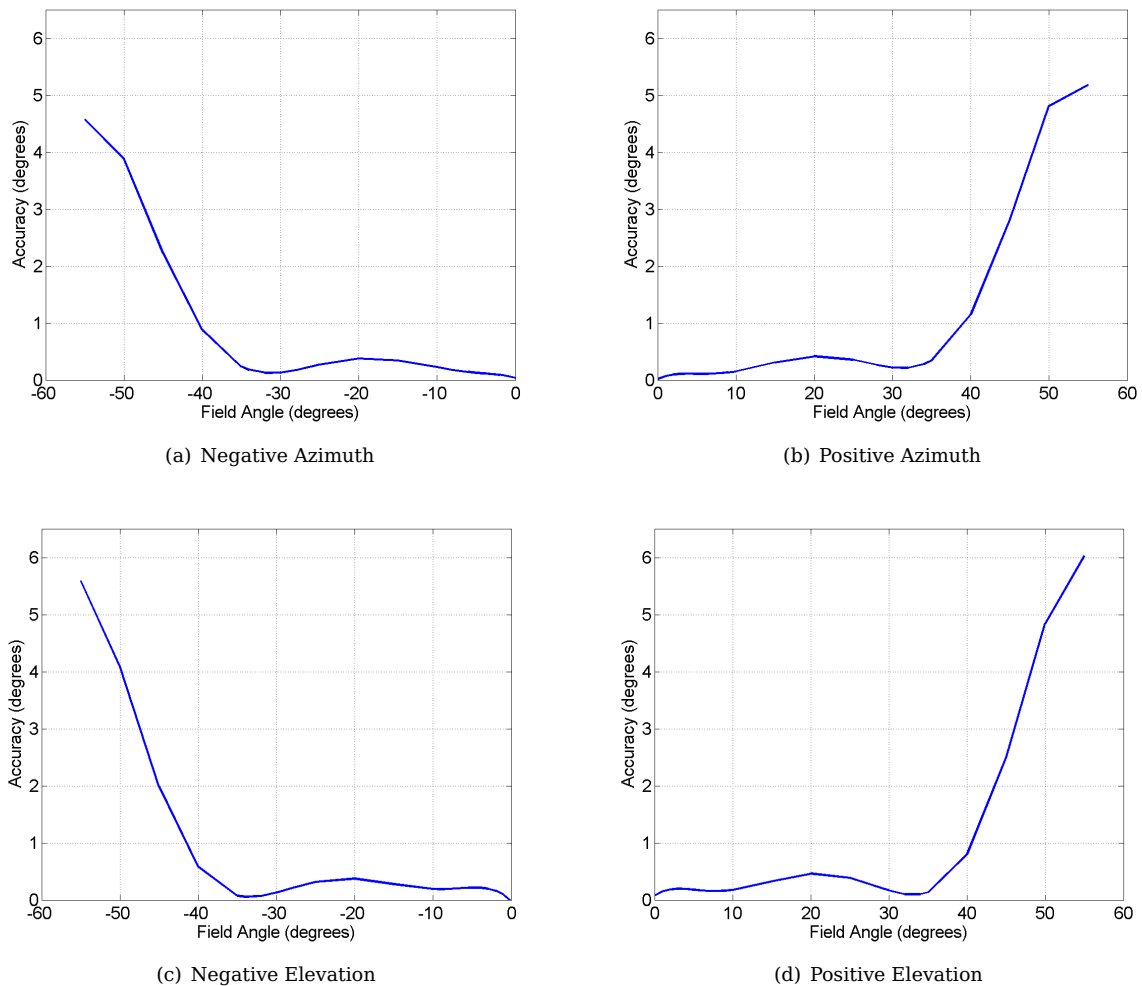 6
5
4
3
2
1
0
Accuracy (degrees)
-60 -50 -40 -30 -20 -10 0
Field Angle (degrees)
(a) Negative Azimuth
6
5
4
3
2
1
0
Accuracy (degrees)
0 10 20 30 40 50 60
Field Angle (degrees)
(b) Positive Azimuth
6
5
4
3
2
1
0
Accuracy (degrees)
-60 -50 -40 -30 -20 -10 0
Field Angle (degrees)
(c) Negative Elevation
6
5
4
3
2
1
0
Accuracy (degrees)
0 10 20 30 40 50 60
Field Angle (degrees)
(d) Positive Elevation